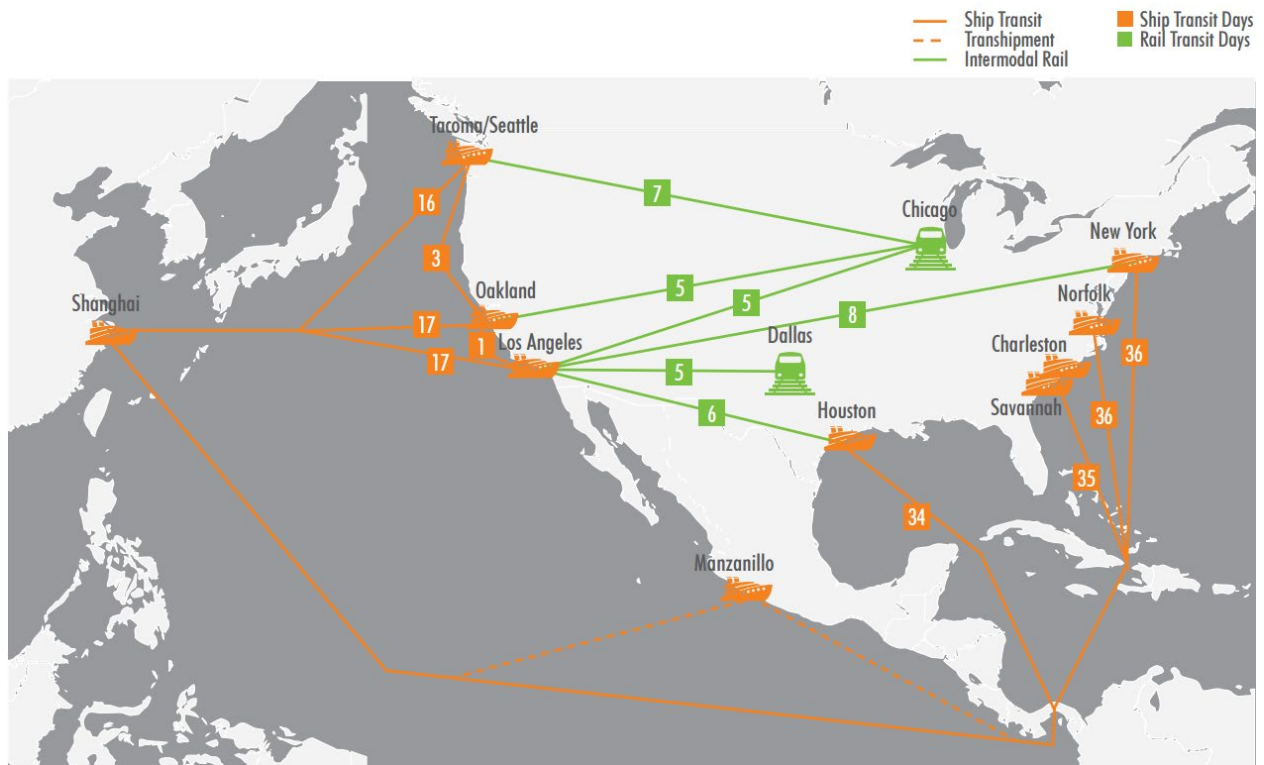 Ship Transit
Transhipment
Intermodal Rail
Ship Transit Days
Rail Transit Days
Tacoma/Seattle
16
7
Chicago
New York
3
Shanghai
Oakland
5
5
Norfolk
17
8
1
Los Angeles
Dallas
Charleston
36
17
5
Savannah
6
Houston
36
35
34
Manzanillo